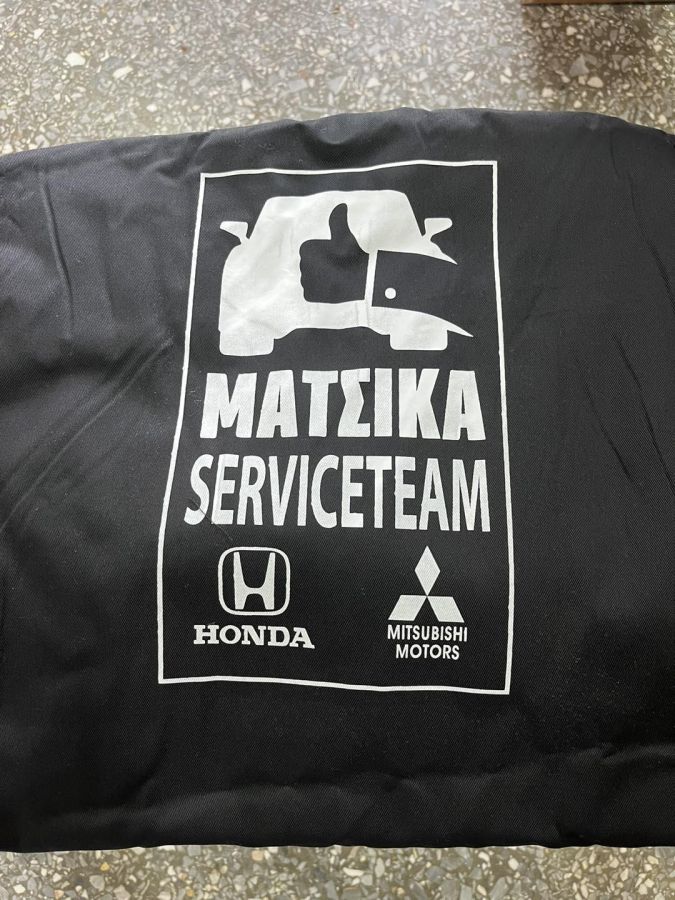 ΜΑΤΣΙΚΑ
SERVICETEAM
HONDA
MITSUBISHI
MOTORS